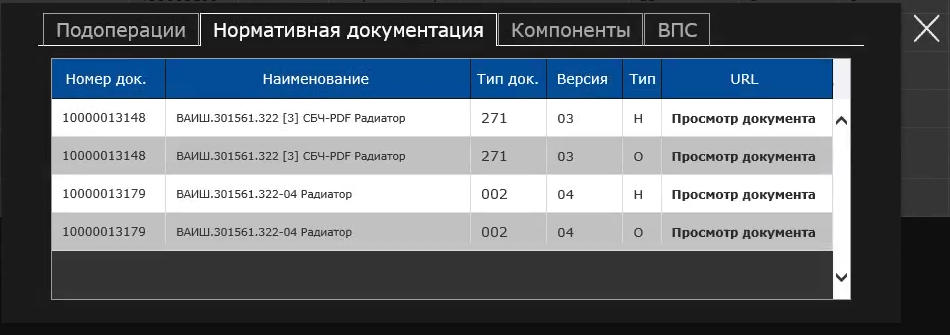 Подоперации Нормативная документация Компоненты ВПС
Номер док. Наименование Тип док. Версия Тип URL
10000013148 ВАИШ.301561.322 [3] СБЧ-PDF Радиатор 271 03 Н Просмотр документа
10000013148 ВАИШ.301561.322 [3] СБЧ-PDF Радиатор 271 03 О Просмотр документа
10000013179 ВАИШ.301561.322-04 Радиатор 002 04 Н Просмотр документа
10000013179 ВАИШ.301561.322-04 Радиатор 002 04 О Просмотр документа